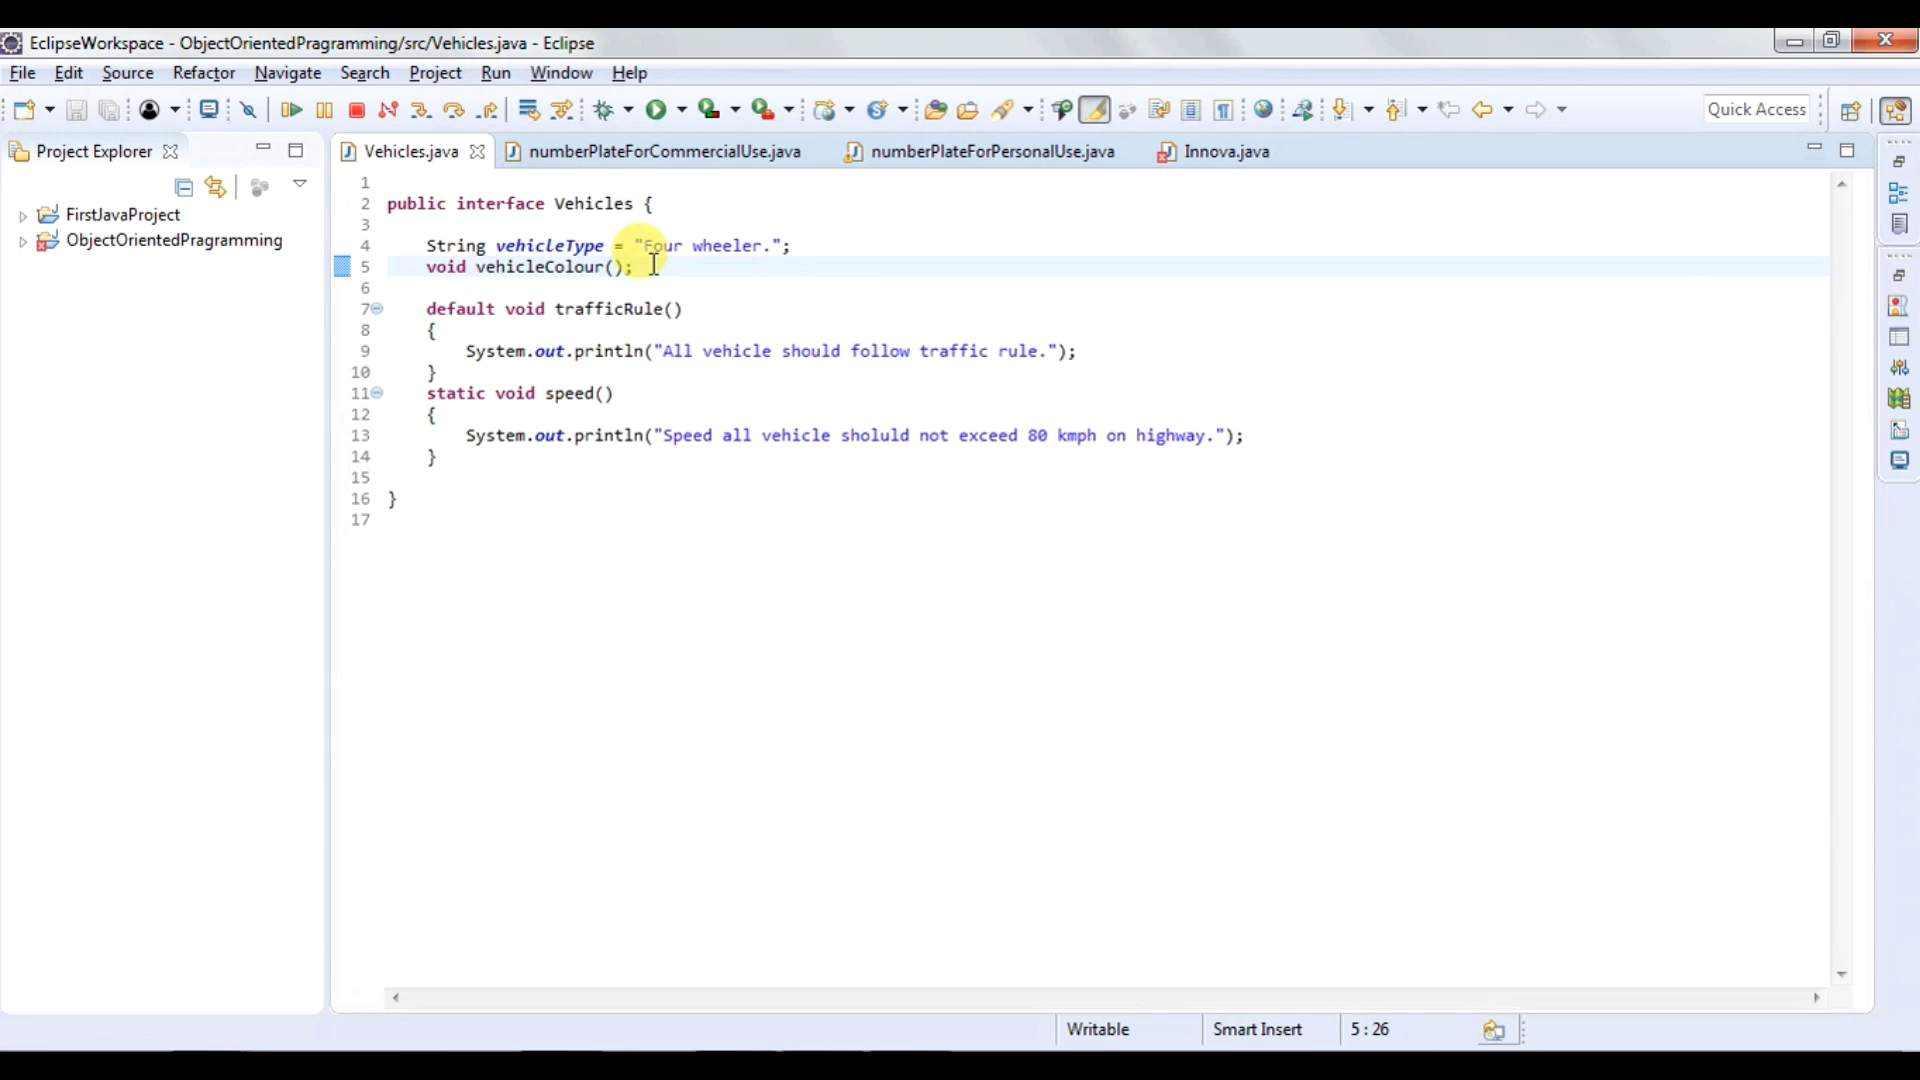 EclipseWorkspace - ObjectOrientedPragramming/src/Vehicles.java - Eclipse
File Edit Source Refactor Navigate Search Project Run Window Help
Quick Access
Project Explorer
Vehicles.java numberPlateForCommercialUse.java numberPlateForPersonalUse.java Innova.java
FirstJavaProject
ObjectOrientedPragramming
1
2 public interface Vehicles {
3
4 String vehicleType = "Four wheeler.";
5 void vehicleColour();
6
7 default void trafficRule()
8 {
9 System.out.println("All vehicle should follow traffic rule.");
10 }
11 static void speed()
12 {
13 System.out.println("Speed all vehicle sholuld not exceed 80 kmph on highway.");
14 }
15
16 }
17
Writable Smart Insert 5 : 26